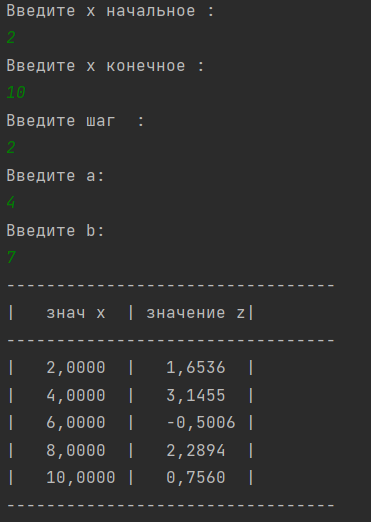 Введите x начальное :
2
Введите x конечное :
10
Введите шаг  :
2
Введите a:
4
Введите b:
7
---------------------------------
|   знач x  | значение z|
---------------------------------
|   2,0000  |   1,6536  |
|   4,0000  |   3,1455  |
|   6,0000  |   -0,5006 |
|   8,0000  |   2,2894  |
|   10,0000 |   0,7560  |
---------------------------------